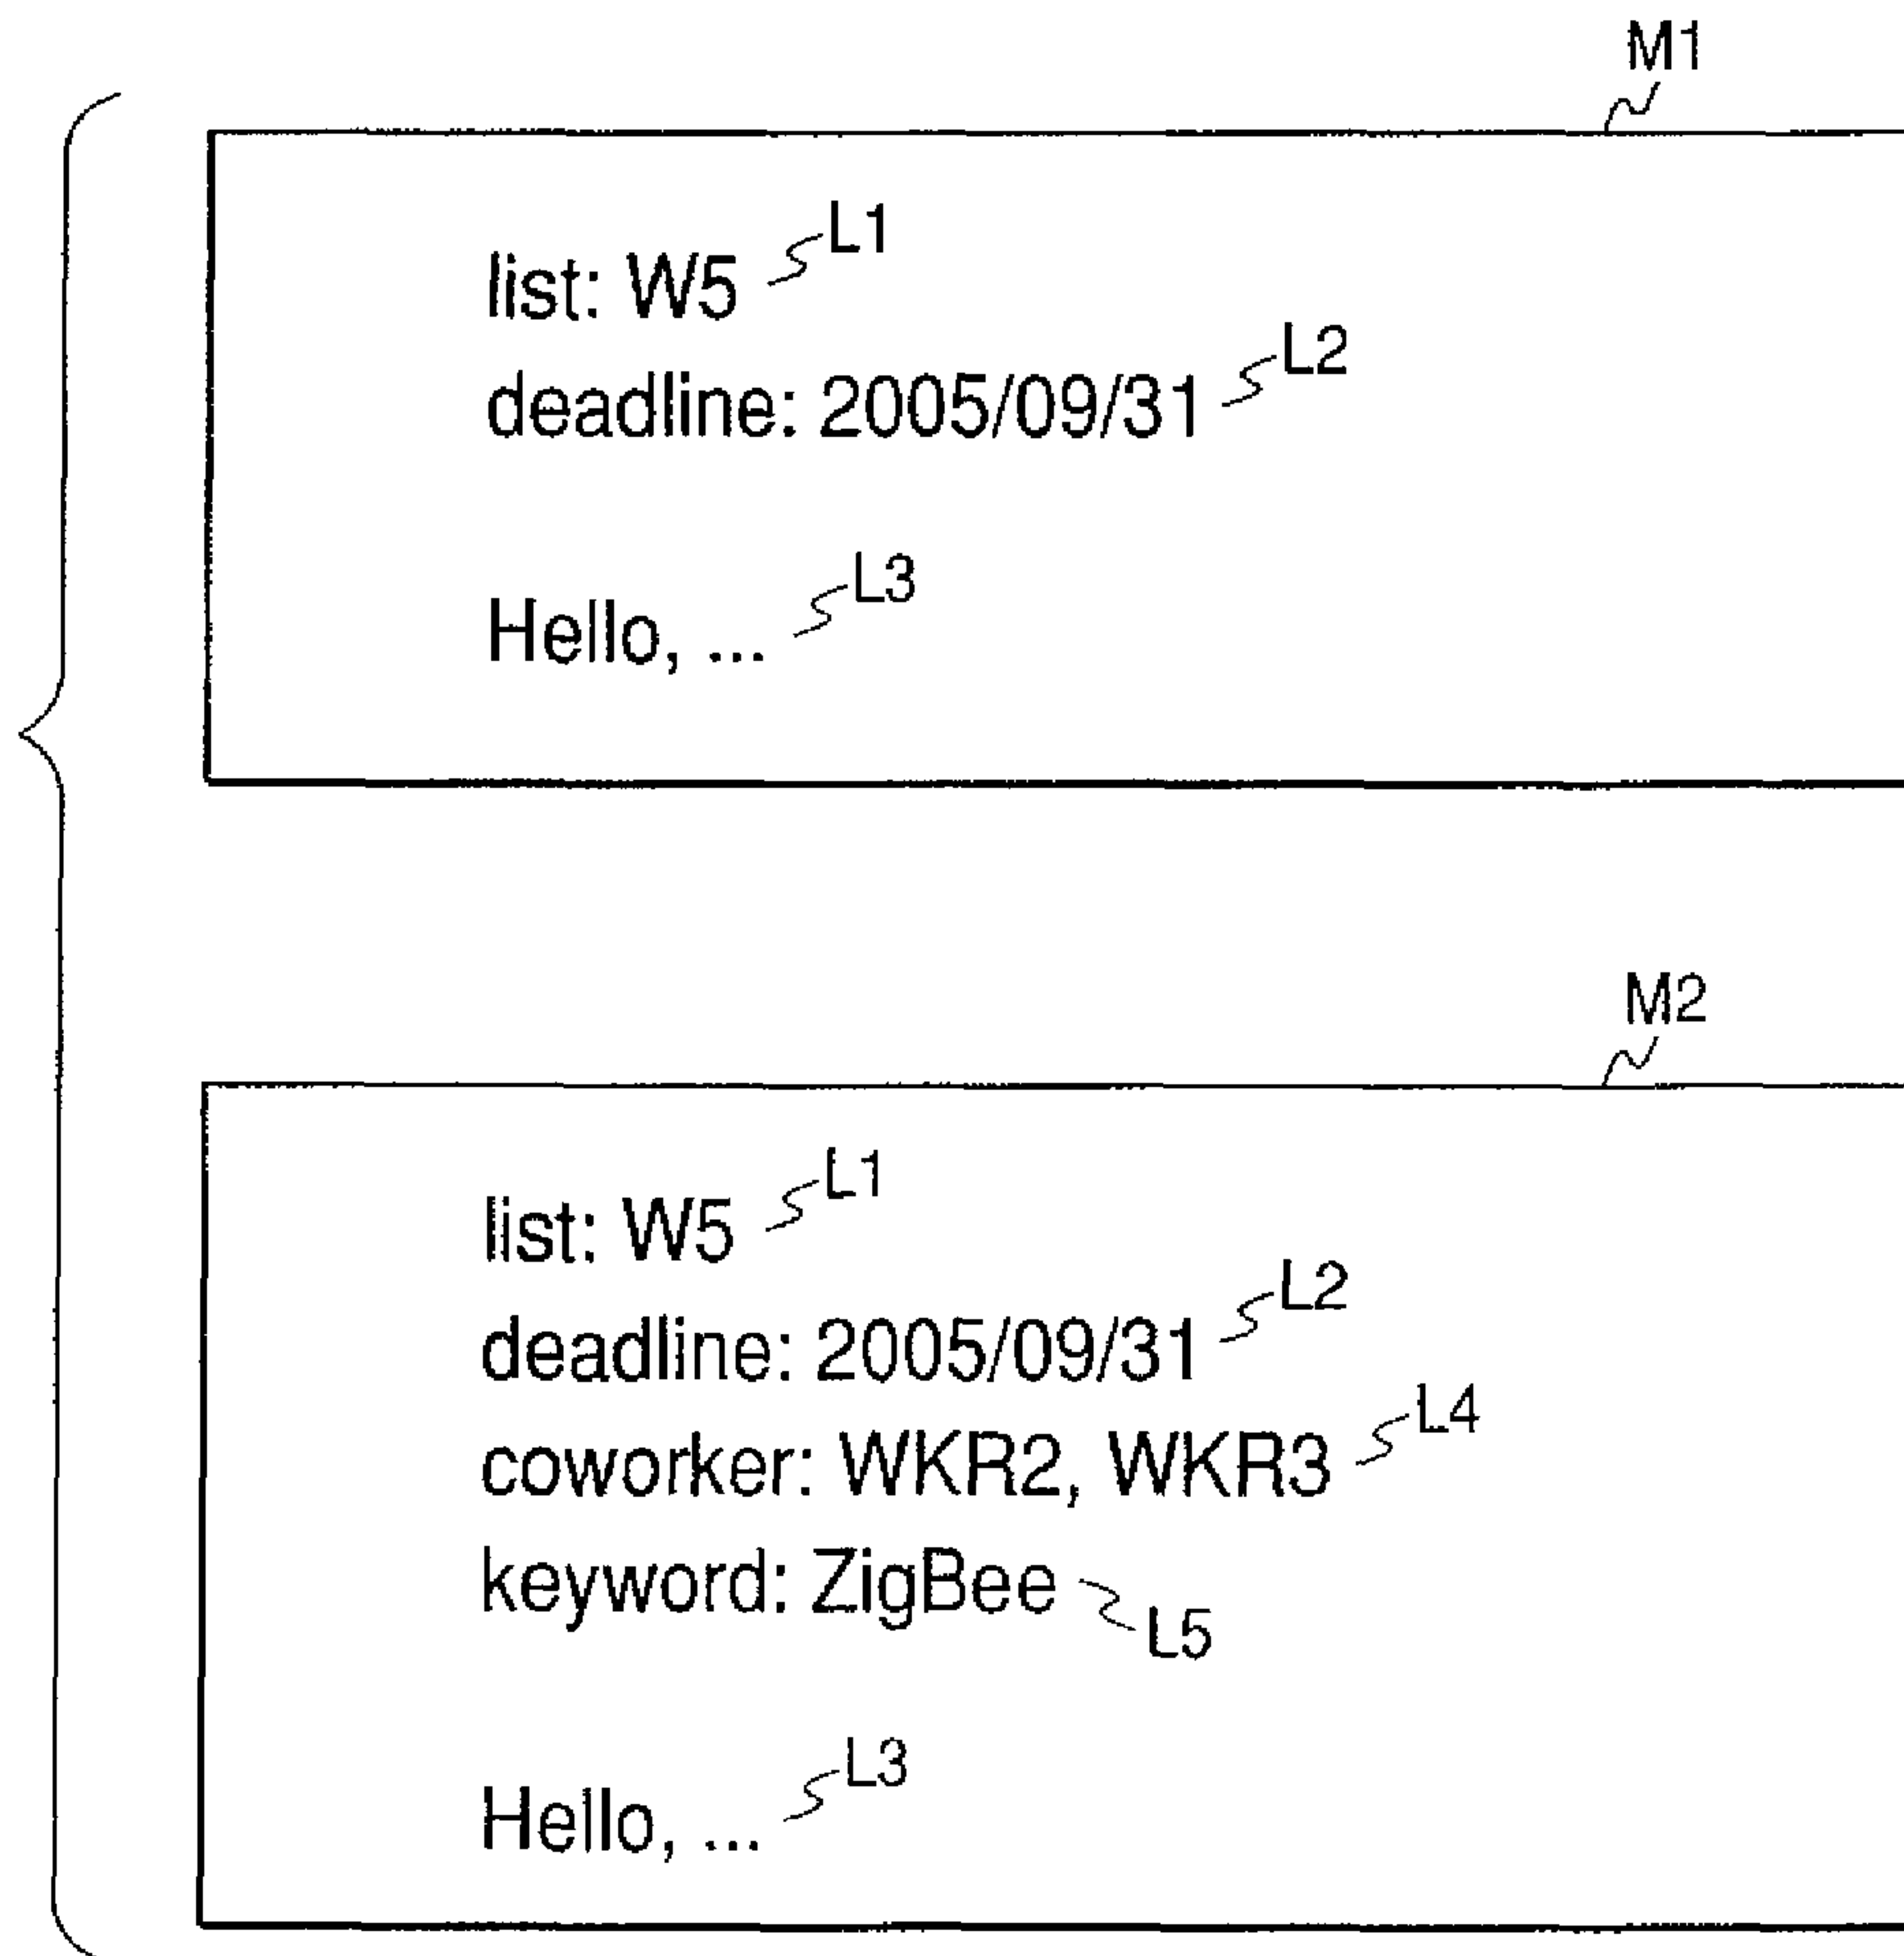 M1
list: W5 L1
deadline: 2005/09/31 L2
Hello, ... L3
M2
list: W5 L1
deadline: 2005/09/31 L2
coworker: WKR2, WKR3 L4
keyword: ZigBee L5
Hello, ... L3